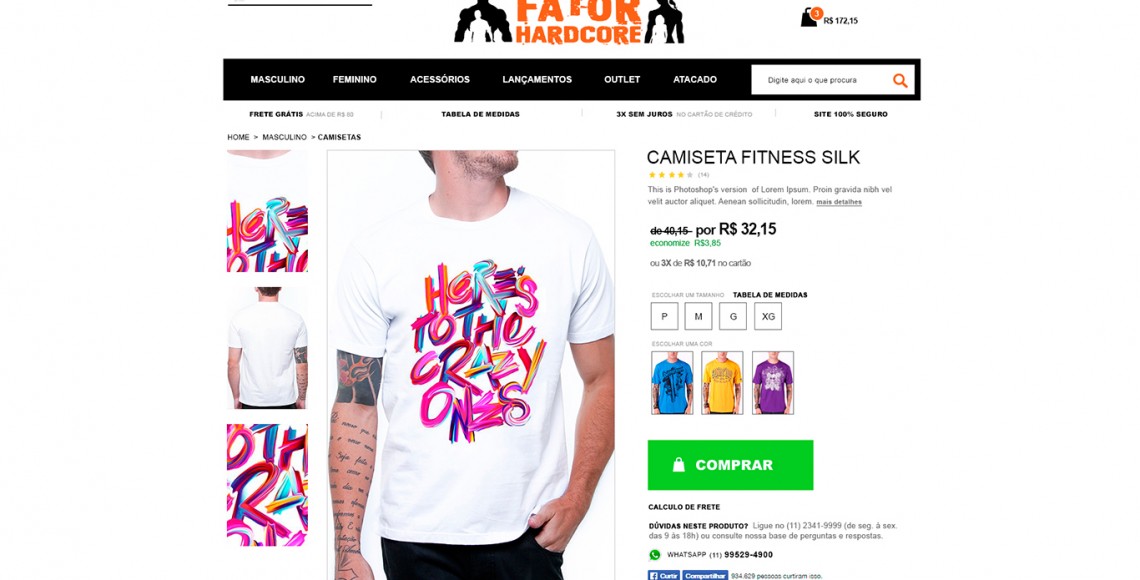 FATOR
HARDCORE
3
R$ 172,15
MASCULINO FEMININO ACESSÓRIOS LANÇAMENTOS OUTLET ATACADO
Digite aqui o que procura
FRETE GRÁTIS ACIMA DE R$ 60
TABELA DE MEDIDAS
3X SEM JUROS NO CARTÃO DE CRÉDITO
SITE 100% SEGURO
HOME > MASCULINO > CAMISETAS
HERE'S
TO THE
CRAZY
ONES
CAMISETA FITNESS SILK
(14)
This is Photoshop's version of Lorem Ipsum. Proin gravida nibh vel
velit auctor aliquet. Aenean sollicitudin, lorem. mais detalhes
de 40,15 por R$ 32,15
economize R$3,85
ou 3X de R$ 10,71 no cartão
ESCOLHAR UM TAMANHO TABELA DE MEDIDAS
P M G XG
ESCOLHAR UMA COR
COMPRAR
CALCULO DE FRETE
DÚVIDAS NESTE PRODUTO? Ligue no (11) 2341-9999 (de seg. à sex.
das 9 às 18h) ou consulte nossa base de perguntas e respostas.
WHATSAPP (11) 99529-4900
Curtir Compartilhar 934.629 pessoas curtiram isso.